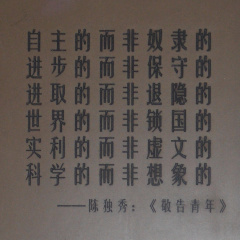 自主的而非奴隶的
进步的而非保守的
进取的而非退隐的
世界的而非锁国的
实利的而非虚文的
科学的而非想象的
——陈独秀：《敬告青年》